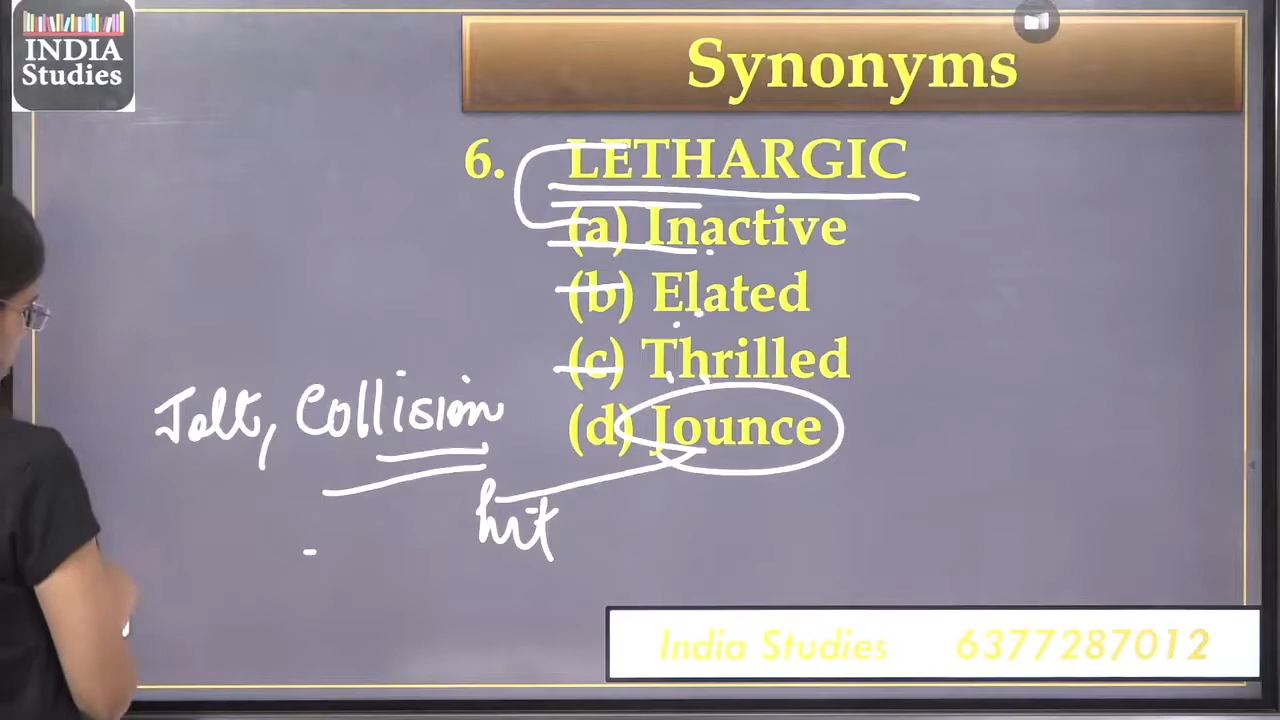 INDIA
Studies
Synonyms
6. LETHARGIC
(a) Inactive
(b) Elated
(c) Thrilled
(d) Jounce
Jolt, Collision
hit
India Studies 6377287012